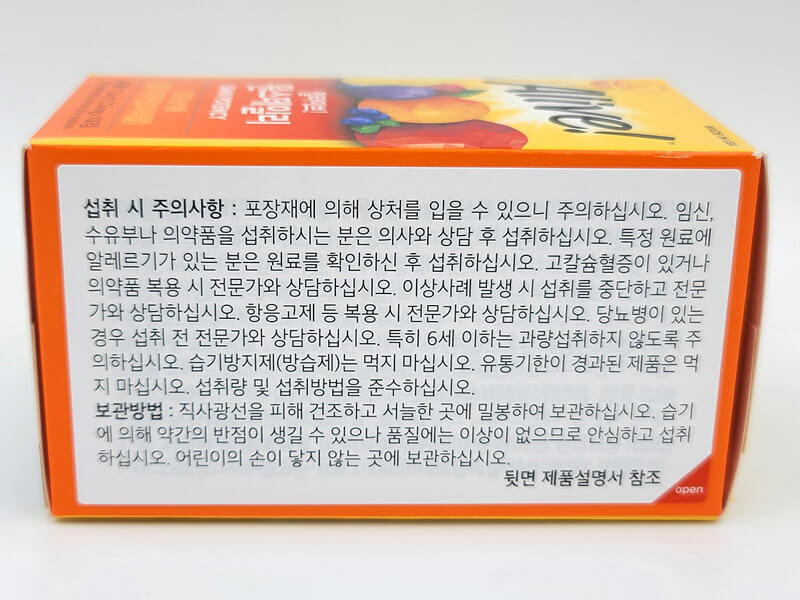 섭취 시 주의사항 : 포장재에 의해 상처를 입을 수 있으니 주의하십시오. 임신,
수유부나 의약품을 섭취하시는 분은 의사와 상담 후 섭취하십시오. 특정 원료에
알레르기가 있는 분은 원료를 확인하신 후 섭취하십시오. 고칼슘혈증이 있거나
의약품 복용 시 전문가와 상담하십시오. 이상사례 발생 시 섭취를 중단하고 전문
가와 상담하십시오. 항응고제 등 복용 시 전문가와 상담하십시오. 당뇨병이 있는
경우 섭취 전 전문가와 상담하십시오. 특히 6세 이하는 과량섭취하지 않도록 주
의하십시오. 습기방지제(방습제)는 먹지 마십시오. 유통기한이 경과된 제품은 먹
지 마십시오. 섭취량 및 섭취방법을 준수하십시오.
보관방법 : 직사광선을 피해 건조하고 서늘한 곳에 밀봉하여 보관하십시오. 습기
에 의해 약간의 반점이 생길 수 있으나 품질에는 이상이 없으므로 안심하고 섭취
하십시오. 어린이의 손이 닿지 않는 곳에 보관하십시오.
뒷면 제품설명서 참조
open